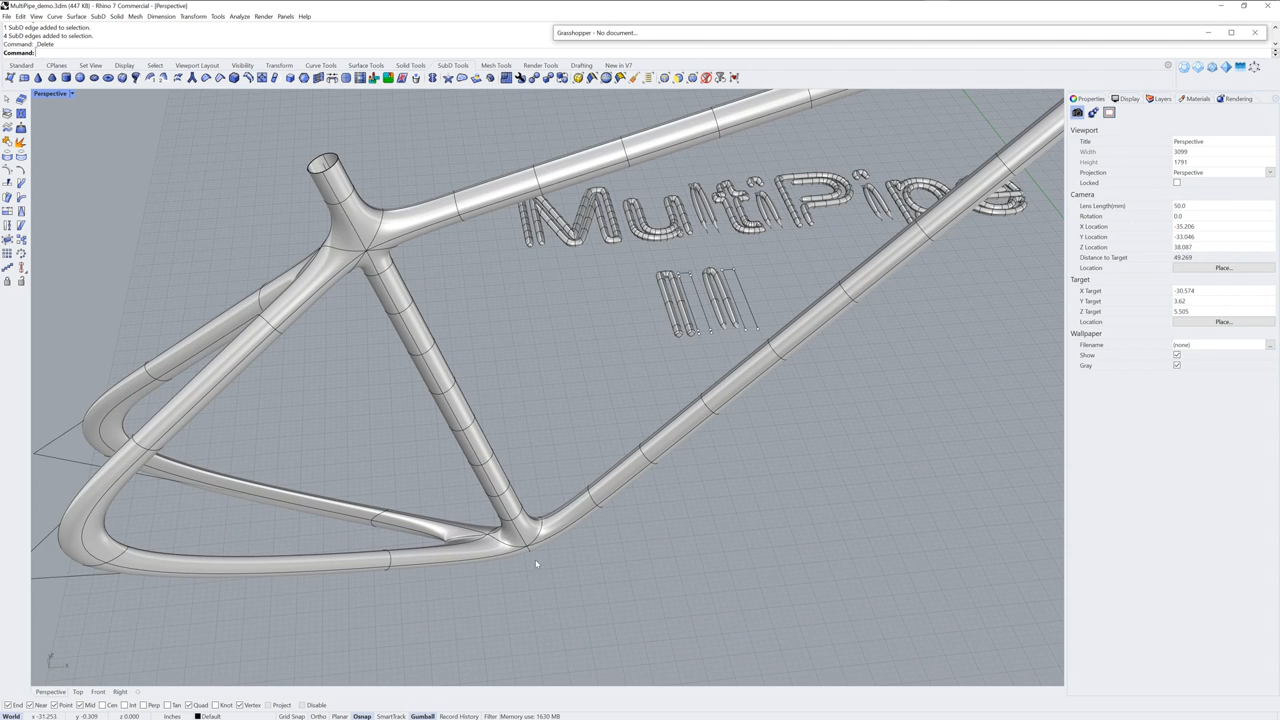 MultiPipe_demo.3dm (447 KB) - Rhino 7 Commercial - [Perspective]
File Edit View Curve Surface SubD Solid Mesh Dimension Transform Tools Analyze Render Panels Help
1 SubD edge added to selection.
4 SubD edges added to selection.
Command: _Delete
Command:
Grasshopper - No document...
Standard CPlanes Set View Display Select Viewport Layout Visibility Transform Curve Tools Surface Tools Solid Tools SubD Tools Mesh Tools Render Tools Drafting New in V7
Perspective
Properties Display Layers Materials Rendering
Viewport
Title Perspective
Width 3099
Height 1791
Projection Perspective
Locked
Camera
Lens Length(mm) 50.0
Rotation 0.0
X Location -35.206
Y Location -33.046
Z Location 38.087
Distance to Target 49.269
Location Place...
Target
X Target -30.574
Y Target 3.62
Z Target 5.505
Location Place...
Wallpaper
Filename (none) ...
Show
Gray
MultiPipe
Perspective Top Front Right
End Near Point Mid Cen Int Perp Tan Quad Knot Vertex Project Disable
World x -31.253 y -0.309 z 0.000 Inches Default Grid Snap Ortho Planar Osnap SmartTrack Gumball Record History Filter Memory use: 1630 MB